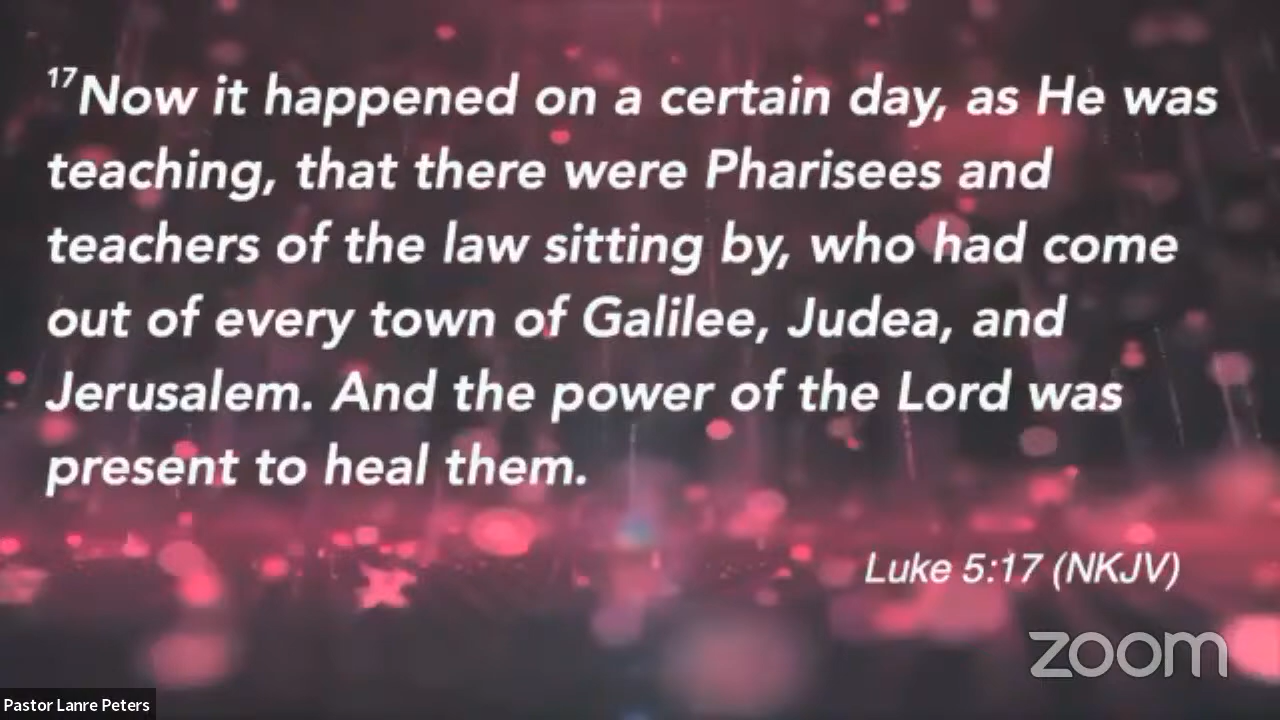 17Now it happened on a certain day, as He was
teaching, that there were Pharisees and
teachers of the law sitting by, who had come
out of every town of Galilee, Judea, and
Jerusalem. And the power of the Lord was
present to heal them.
Luke 5:17 (NKJV)
zoom
Pastor Lanre Peters